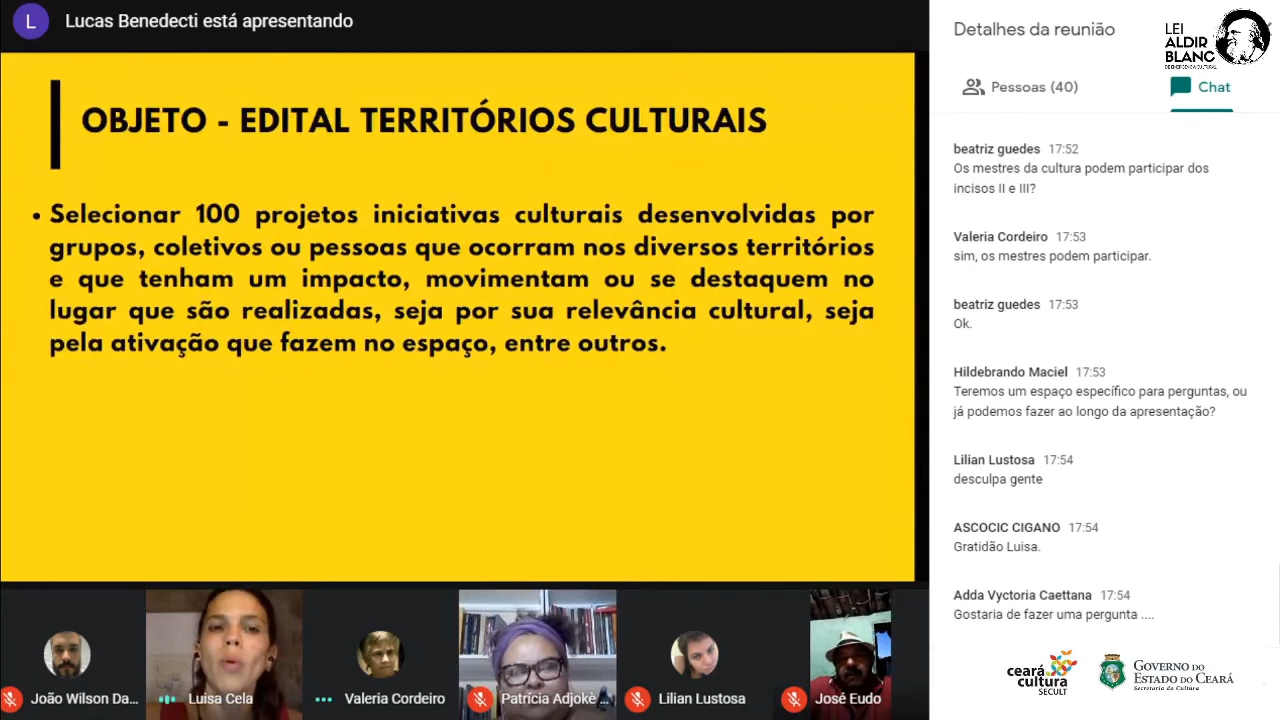 L
Lucas Benedecti está apresentando
OBJETO - EDITAL TERRITÓRIOS CULTURAIS
• Selecionar 100 projetos iniciativas culturais desenvolvidas por
grupos, coletivos ou pessoas que ocorram nos diversos territórios
e que tenham um impacto, movimentam ou se destaquem no
lugar que são realizadas, seja por sua relevância cultural, seja
pela ativação que fazem no espaço, entre outros.
João Wilson Da...
Luisa Cela
Valeria Cordeiro
Patrícia Adjokè ...
Lilian Lustosa
José Eudo
Detalhes da reunião
LEI
ALDIR
BLANC
DE EMERGÊNCIA CULTURAL
Pessoas (40)
Chat
beatriz guedes 17:52
Os mestres da cultura podem participar dos
incisos II e III?
Valeria Cordeiro 17:53
sim, os mestres podem participar.
beatriz guedes 17:53
Ok.
Hildebrando Maciel 17:53
Teremos um espaço específico para perguntas, ou
já podemos fazer ao longo da apresentação?
Lilian Lustosa 17:54
desculpa gente
ASCOCIC CIGANO 17:54
Gratidão Luisa.
Adda Vyctoria Caettana 17:54
Gostaria de fazer uma pergunta ....
ceará
cultura
SECULT
GOVERNO DO
ESTADO DO CEARÁ
Secretaria da Cultura